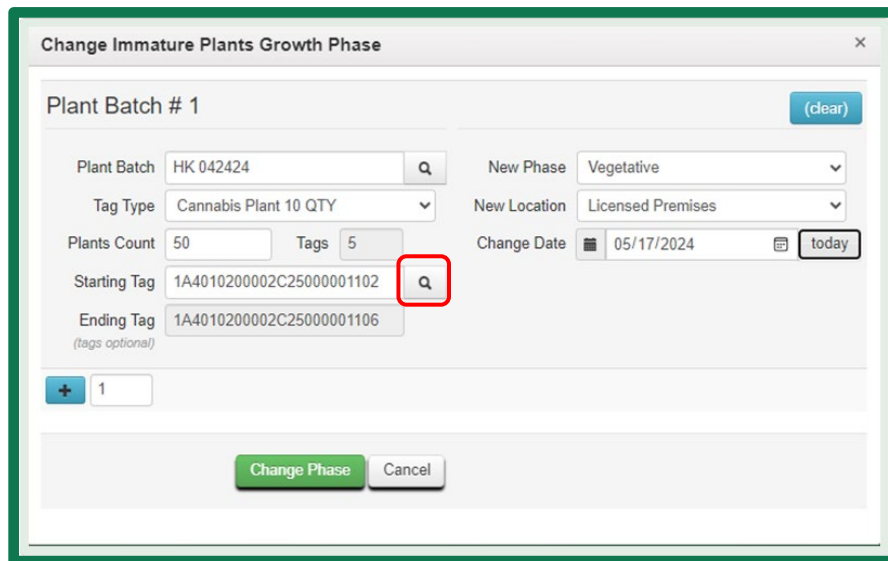 Change Immature Plants Growth Phase ×
Plant Batch # 1 (clear)
Plant Batch HK 042424 New Phase Vegetative
Tag Type Cannabis Plant 10 QTY New Location Licensed Premises
Plants Count 50 Tags 5 Change Date 05/17/2024 today
Starting Tag 1A4010200002C25000001102
Ending Tag 1A4010200002C25000001106
(tags optional)
+ 1
Change Phase Cancel